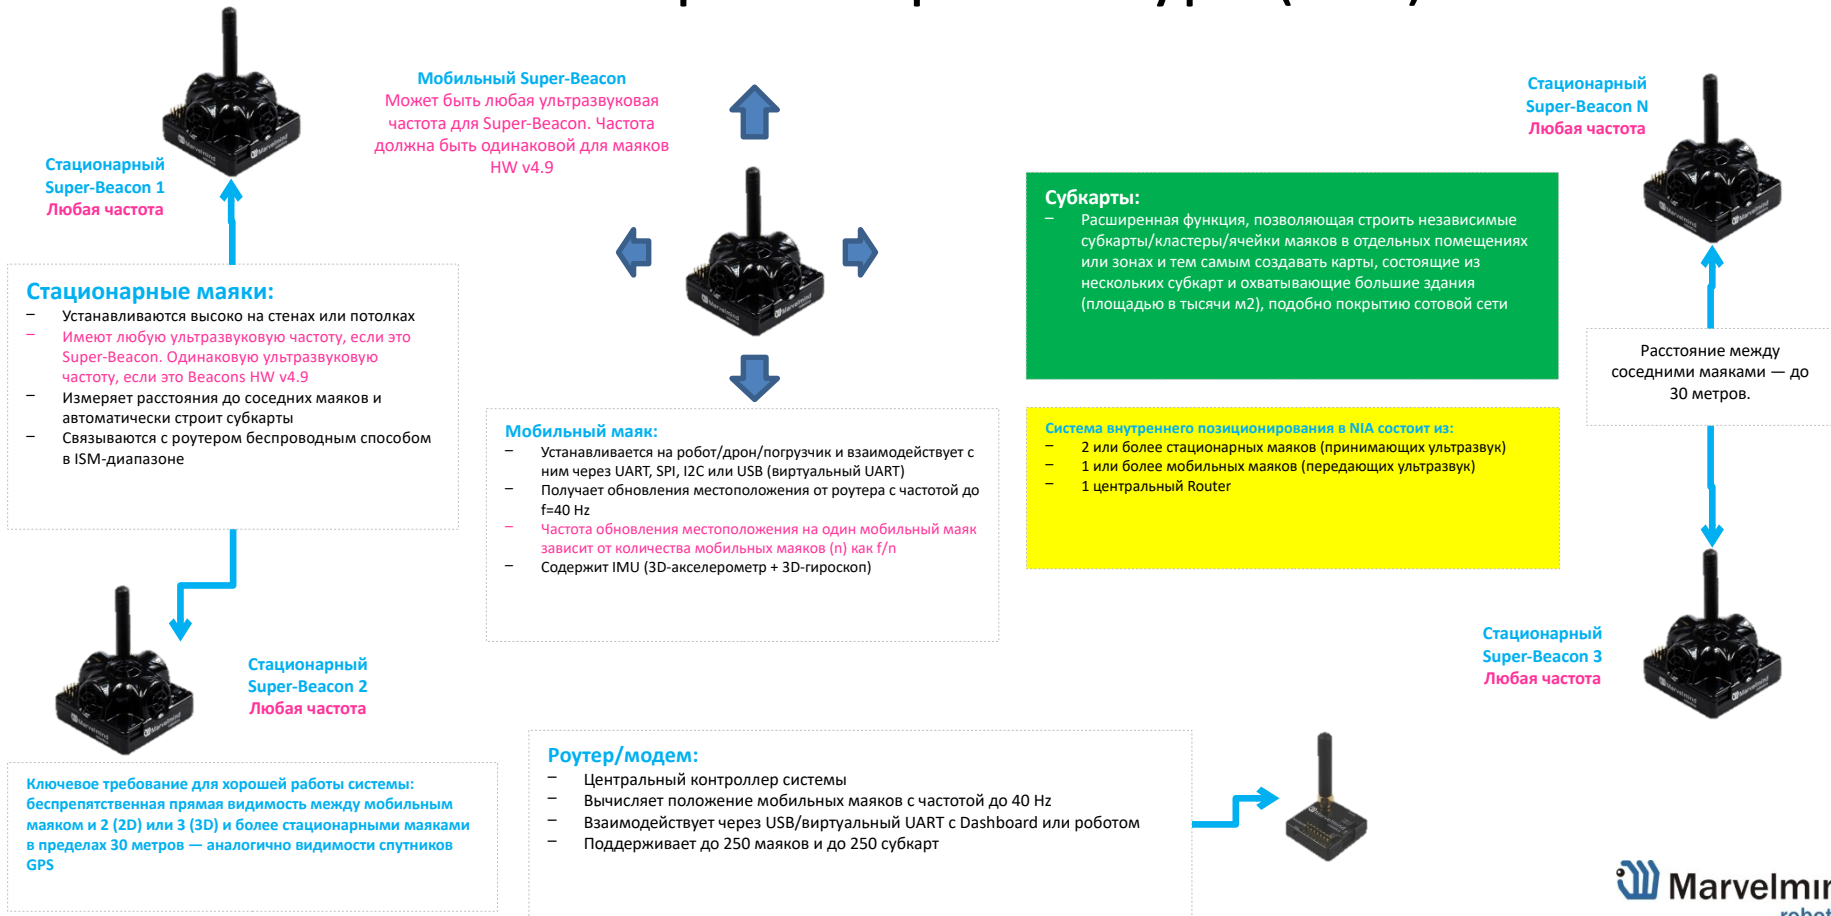 Мобильный Super-Beacon
Может быть любая ультразвуковая
частота для Super-Beacon. Частота
должна быть одинаковой для маяков
HW v4.9
Стационарный
Super-Beacon 1
Любая частота
Стационарный
Super-Beacon N
Любая частота
Стационарные маяки:
– Устанавливаются высоко на стенах или потолках
– Имеют любую ультразвуковую частоту, если это
Super-Beacon. Одинаковую ультразвуковую
частоту, если это Beacons HW v4.9
– Измеряет расстояния до соседних маяков и
автоматически строит субкарты
– Связываются с роутером беспроводным способом
в ISM-диапазоне
Субкарты:
– Расширенная функция, позволяющая строить независимые
субкарты/кластеры/ячейки маяков в отдельных помещениях
или зонах и тем самым создавать карты, состоящие из
нескольких субкарт и охватывающие большие здания
(площадью в тысячи м2), подобно покрытию сотовой сети
Расстояние между
соседними маяками — до
30 метров.
Мобильный маяк:
– Устанавливается на робот/дрон/погрузчик и взаимодействует с
ним через UART, SPI, I2C или USB (виртуальный UART)
– Получает обновления местоположения от роутера с частотой до
f=40 Hz
– Частота обновления местоположения на один мобильный маяк
зависит от количества мобильных маяков (n) как f/n
– Содержит IMU (3D-акселерометр + 3D-гироскоп)
Система внутреннего позиционирования в NIA состоит из:
– 2 или более стационарных маяков (принимающих ультразвук)
– 1 или более мобильных маяков (передающих ультразвук)
– 1 центральный Router
Стационарный
Super-Beacon 2
Любая частота
Стационарный
Super-Beacon 3
Любая частота
Ключевое требование для хорошей работы системы:
беспрепятственная прямая видимость между мобильным
маяком и 2 (2D) или 3 (3D) и более стационарными маяками
в пределах 30 метров — аналогично видимости спутников
GPS
Роутер/модем:
– Центральный контроллер системы
– Вычисляет положение мобильных маяков с частотой до 40 Hz
– Взаимодействует через USB/виртуальный UART с Dashboard или роботом
– Поддерживает до 250 маяков и до 250 субкарт